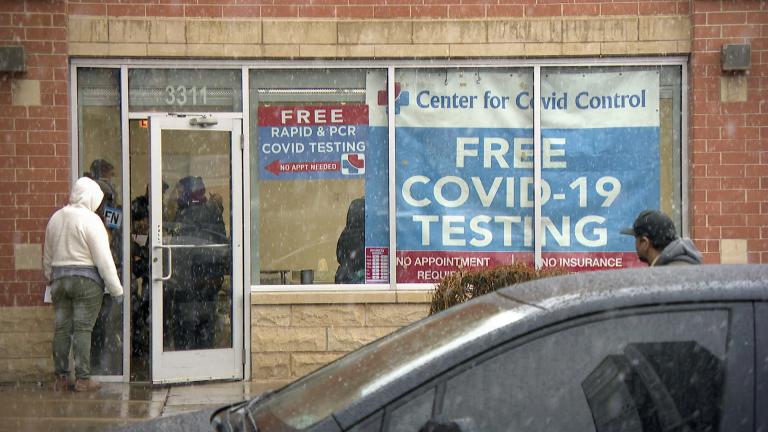 3311
FREE
RAPID & PCR
COVID TESTING
NO APPT NEEDED
Center for Covid Control
FREE
COVID-19
TESTING
NO APPOINTMENT
NO INSURANCE
FN